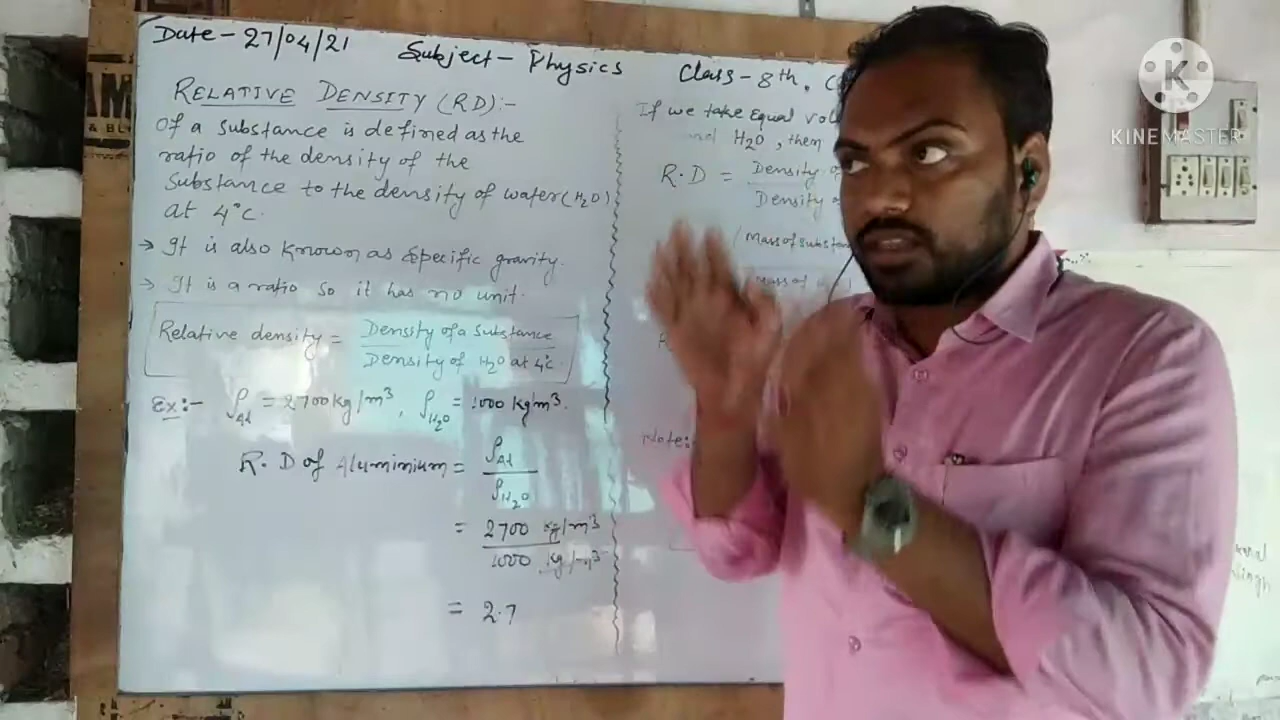 Date - 27/04/21 Subject - Physics Class - 8th, C
RELATIVE DENSITY (RD):-
Of a substance is defined as the
ratio of the density of the
substance to the density of water (H₂O)
at 4°C.
→ It is also known as Specific gravity.
→ It is a ratio so it has no unit.
Relative density = Density of a substance
Density of H₂O at 4°C.
Ex:- ρAl = 2700 kg/m³, ρH₂O = 1000 kg/m³.
R.D of Aluminium = ρAl
ρH₂O
= 2700 kg/m³
1000 kg/m³
= 2.7
If we take Equal vol
and H₂O, then
R.D = Density o
Density o
Mass of substan
Mass of
Note:
K
KINEMASTER
AM
& BL